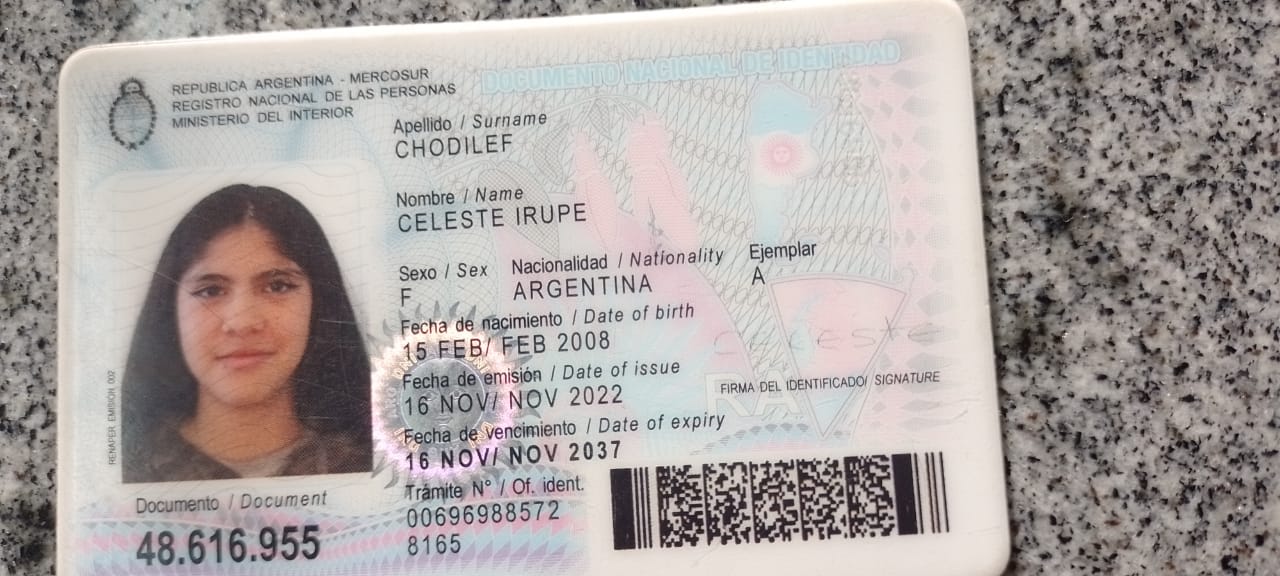 REPUBLICA ARGENTINA - MERCOSUR
REGISTRO NACIONAL DE LAS PERSONAS
MINISTERIO DEL INTERIOR
DOCUMENTO NACIONAL DE IDENTIDAD
Apellido / Surname
CHODILEF
Nombre / Name
CELESTE IRUPE
Sexo / Sex Nacionalidad / Nationality Ejemplar
F ARGENTINA A
Fecha de nacimiento / Date of birth
15 FEB/ FEB 2008
Fecha de emisión / Date of issue
16 NOV/ NOV 2022
Fecha de vencimiento / Date of expiry
16 NOV/ NOV 2037
CELESTE
FIRMA DEL IDENTIFICADO/ SIGNATURE
RENAPER EMISIÓN 002
Documento / Document
48.616.955
Trámite N° / Of. ident.
00696988572
8165
RA